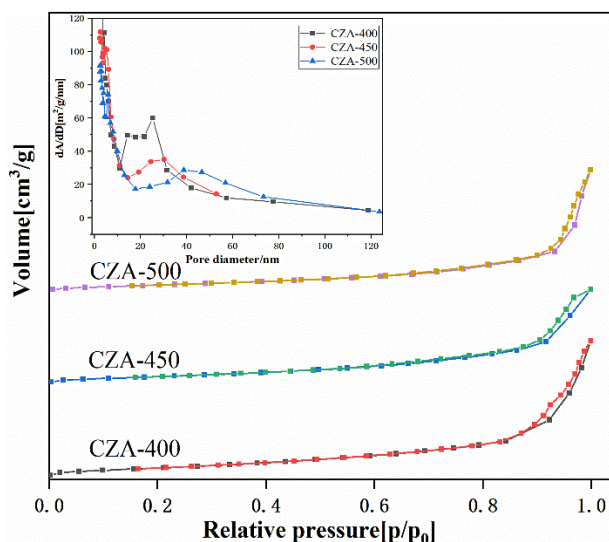 120
100
80
60
40
20
0
dA/dD[m²/g/nm]
CZA-400
CZA-450
CZA-500
0
20
40
60
80
100
120
Pore diameter/nm
Volume[cm³/g]
CZA-500
CZA-450
CZA-400
0.0
0.2
0.4
0.6
0.8
1.0
Relative pressure[p/p₀]